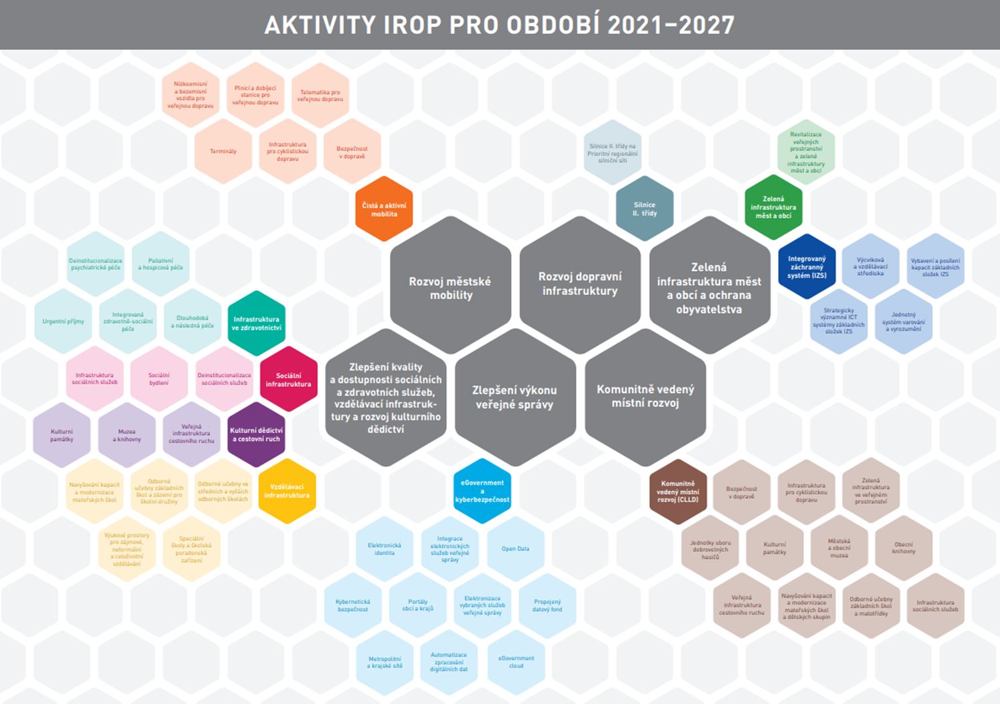 AKTIVITY IROP PRO OBDOBÍ 2021–2027
Nízkoemisní
a bezemisní
vozidla pro
veřejnou dopravu
Plnicí a dobíjecí
stanice pro
veřejnou dopravu
Telematika pro
veřejnou dopravu
Terminály
Infrastruktura
pro cyklistickou
dopravu
Bezpečnost
v dopravě
Čistá a aktivní
mobilita
Silnice II. třídy na
Prioritní regionální
silniční síti
Silnice
II. třídy
Revitalizace
veřejných
prostranství
a zelené
infrastruktury
měst a obcí
Zelená
infrastruktura
měst a obcí
Rozvoj městské
mobility
Rozvoj dopravní
infrastruktury
Zelená
infrastruktura měst
a obcí a ochrana
obyvatelstva
Integrovaný
záchranný
systém (IZS)
Výcviková
a vzdělávací
střediska
Vybavení a posílení
kapacit základních
složek IZS
Strategicky
významné ICT
systémy základních
složek IZS
Jednotný
systém varování
a vyrozumění
Deinstitucionalizace
psychiatrické péče
Paliativní
a hospicová péče
Urgentní příjmy
Integrovaná
zdravotně-sociální
péče
Dlouhodobá
a následná péče
Infrastruktura
ve zdravotnictví
Infrastruktura
sociálních služeb
Sociální
bydlení
Deinstitucionalizace
sociálních služeb
Sociální
infrastruktura
Zlepšení kvality
a dostupnosti sociálních
a zdravotních služeb,
vzdělávací infrastruk-
tury a rozvoj kulturního
dědictví
Zlepšení výkonu
veřejné správy
Komunitně vedený
místní rozvoj
Kulturní
památky
Muzea
a knihovny
Veřejná
infrastruktura
cestovního ruchu
Kulturní dědictví
a cestovní ruch
Navyšování kapacit
a modernizace
mateřských škol
Odborné
učebny základních
škol a zázemí pro
školní družiny
Odborné učebny ve
středních a vyšších
odborných školách
Vzdělávací
infrastruktura
Výukové prostory
pro zájmové,
neformální
a celoživotní
vzdělávání
Speciální
školy a školská
poradenská
zařízení
eGovernment
a
kyberbezpečnost
Elektronická
identita
Integrace
elektronických
služeb veřejné
správy
Open Data
Kybernetická
bezpečnost
Portály
obcí a krajů
Elektronizace
vybraných služeb
veřejné správy
Propojený
datový fond
Metropolitní
a krajské sítě
Automatizace
zpracování
digitálních dat
eGovernment
cloud
Komunitně
vedený místní
rozvoj (CLLD)
Bezpečnost
v dopravě
Infrastruktura
pro cyklistickou
dopravu
Zelená
infrastruktura
ve veřejném
prostranství
Jednotky sboru
dobrovolných
hasičů
Kulturní
památky
Městská
a obecní
muzea
Obecní
knihovny
Veřejná
infrastruktura
cestovního ruchu
Navyšování kapacit
a modernizace
mateřských škol
a dětských skupin
Odborné učebny
základních škol
a malotřídky
Infrastruktura
sociálních služeb